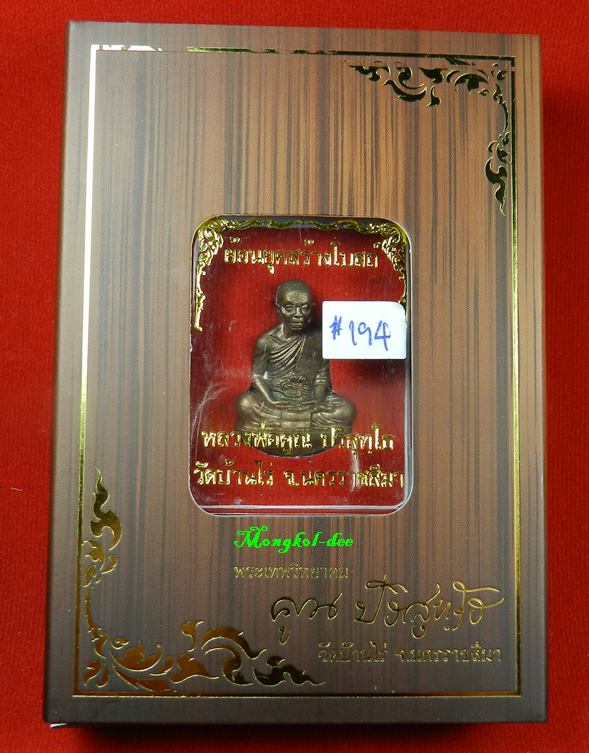 ย้อนยุคสร้างโบสถ์
#194
หลวงพ่อคูณ ปริสุทฺโธ
วัดบ้านไร่ จ.นครราชสีมา
Mongkol-dee
พระเทพวิทยาคม
คูณ ปริสุทฺโธ
วัดบ้านไร่ จ.นครราชสีมา